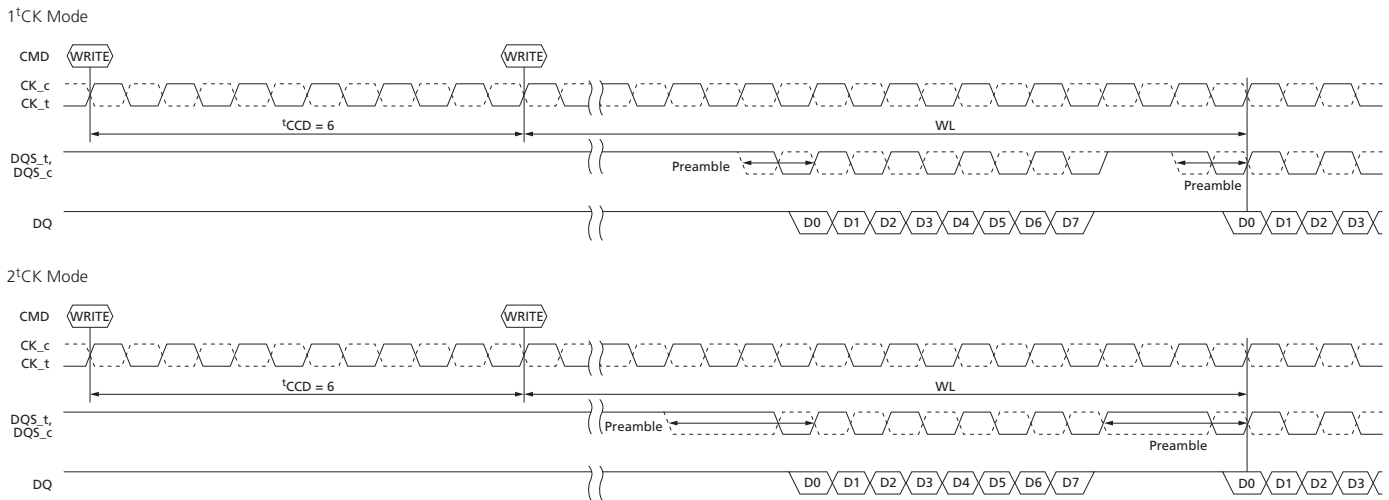 1tCK Mode
CMD WRITE WRITE
CK_c
CK_t
tCCD = 6 WL
DQS_t,
DQS_c
Preamble Preamble
DQ D0 D1 D2 D3 D4 D5 D6 D7 D0 D1 D2 D3
2tCK Mode
CMD WRITE WRITE
CK_c
CK_t
tCCD = 6 WL
DQS_t,
DQS_c
Preamble Preamble
DQ D0 D1 D2 D3 D4 D5 D6 D7 D0 D1 D2 D3